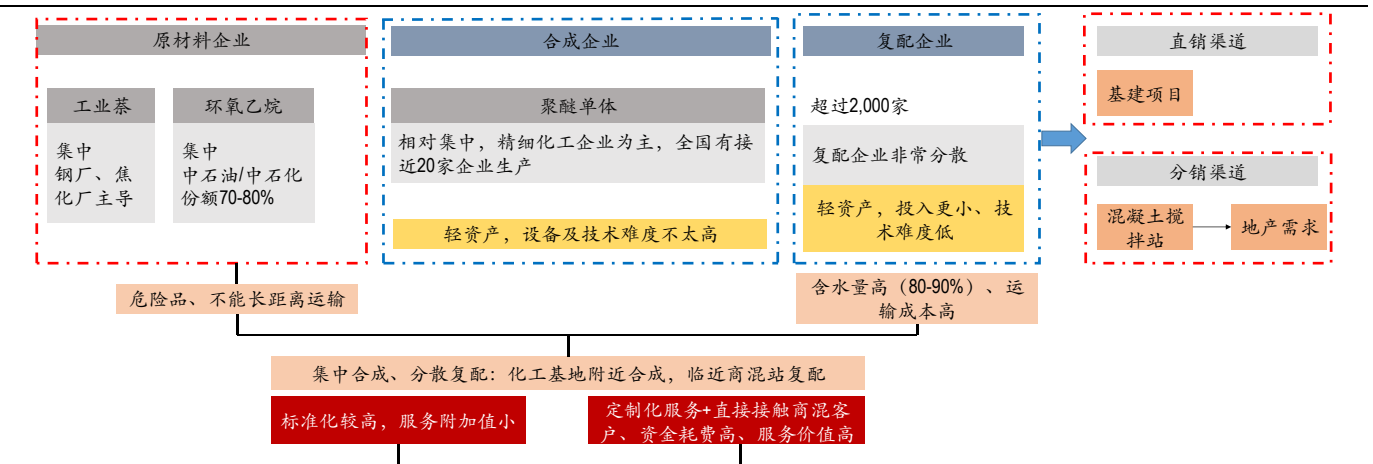 原材料企业
工业萘
集中
钢厂、焦
化厂主导
环氧乙烷
集中
中石油/中石化
份额70-80%
合成企业
聚醚单体
相对集中，精细化工企业为主，全国有接
近20家企业生产
轻资产，设备及技术难度不太高
复配企业
超过2,000家
复配企业非常分散
轻资产，投入更小、技
术难度低
直销渠道
基建项目
分销渠道
混凝土搅
拌站
地产需求
危险品、不能长距离运输
含水量高（80-90%）、运
输成本高
集中合成、分散复配：化工基地附近合成，临近商混站复配
标准化较高，服务附加值小
定制化服务+直接接触商混客
户、资金耗费高、服务价值高